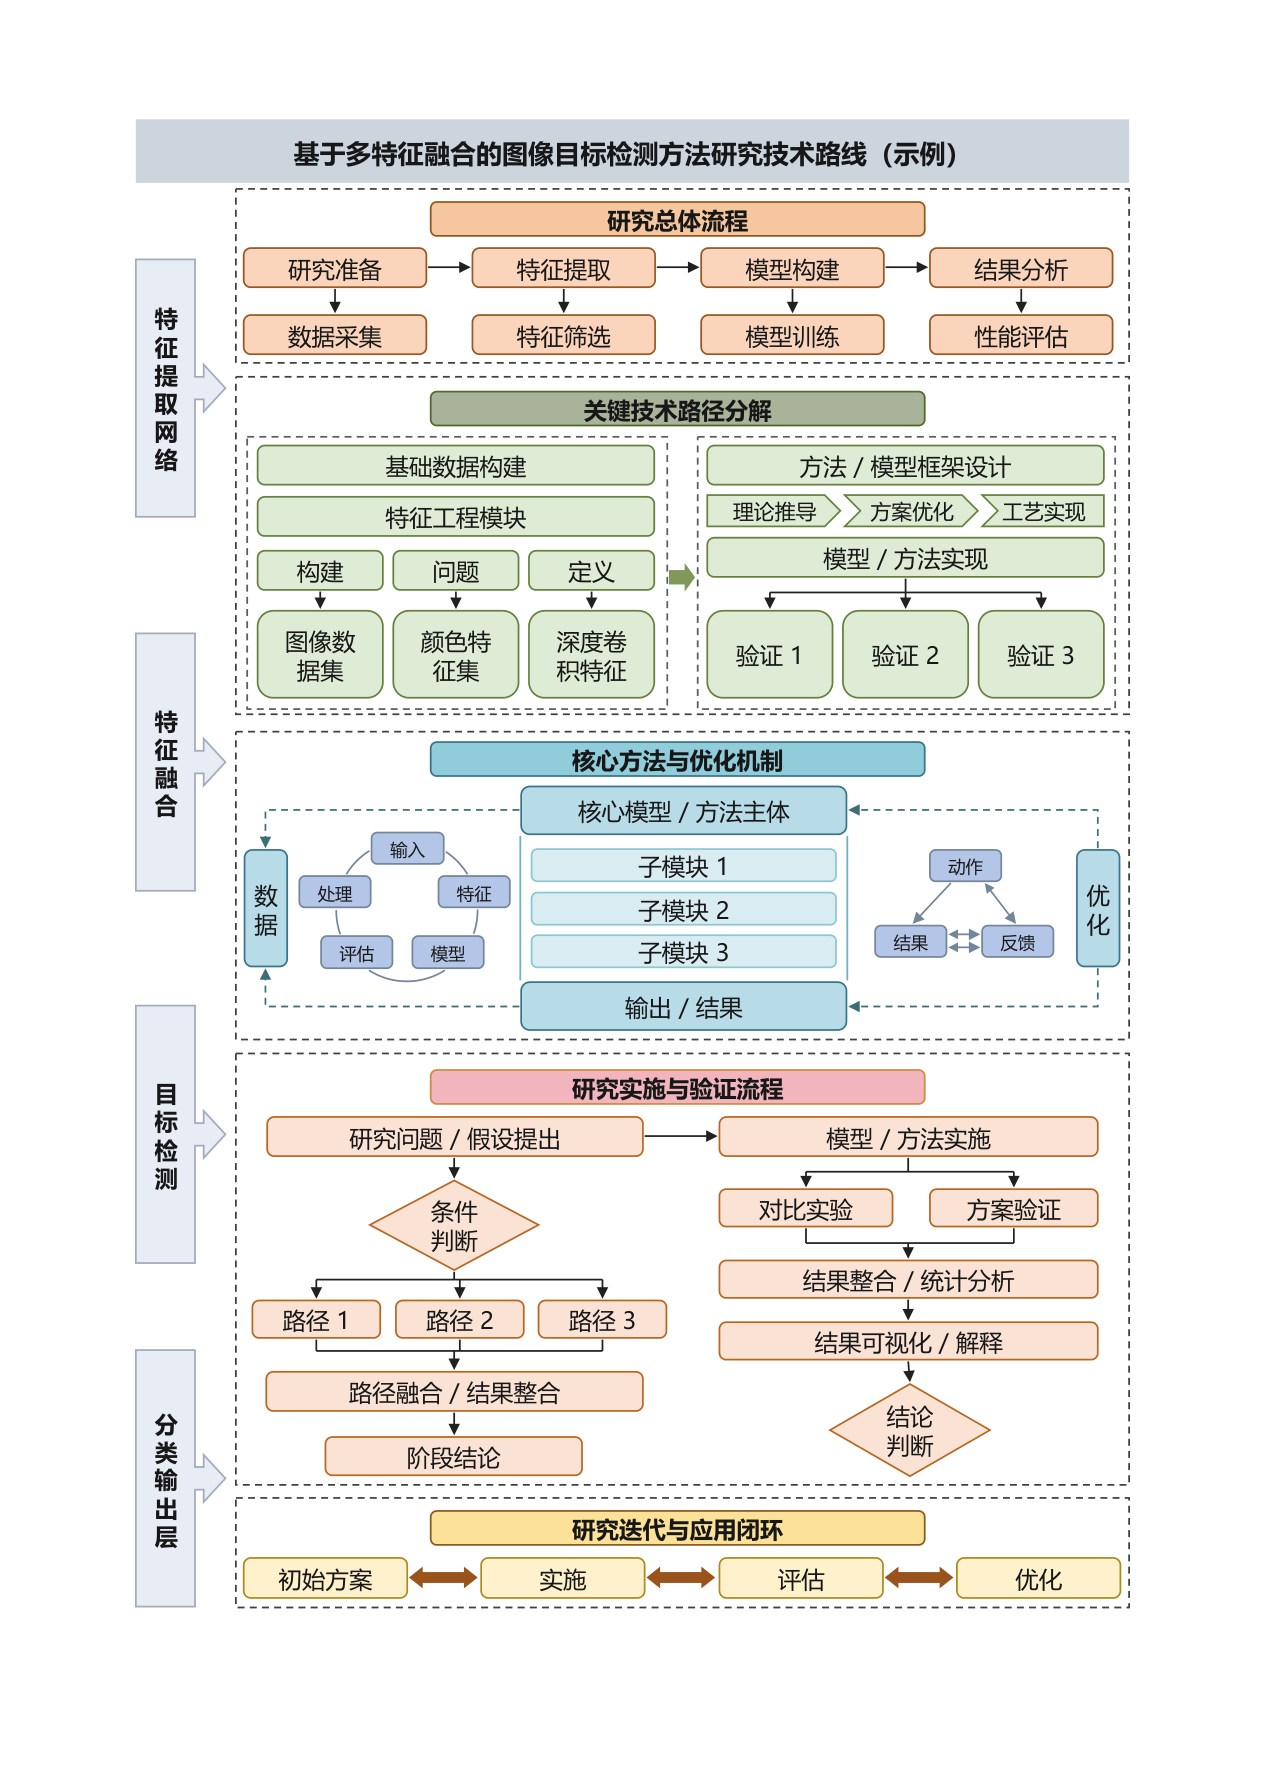 基于多特征融合的图像目标检测方法研究技术路线（示例）
特
征
提
取
网
络
特
征
融
合
目
标
检
测
分
类
输
出
层
研究总体流程
研究准备
特征提取
模型构建
结果分析
数据采集
特征筛选
模型训练
性能评估
关键技术路径分解
基础数据构建
特征工程模块
构建
问题
定义
图像数
据集
颜色特
征集
深度卷
积特征
方法 / 模型框架设计
理论推导
方案优化
工艺实现
模型 / 方法实现
验证 1
验证 2
验证 3
核心方法与优化机制
数
据
输入
处理
特征
评估
模型
核心模型 / 方法主体
子模块 1
子模块 2
子模块 3
输出 / 结果
动作
结果
反馈
优
化
研究实施与验证流程
研究问题 / 假设提出
条件
判断
路径 1
路径 2
路径 3
路径融合 / 结果整合
阶段结论
模型 / 方法实施
对比实验
方案验证
结果整合 / 统计分析
结果可视化 / 解释
结论
判断
研究迭代与应用闭环
初始方案
实施
评估
优化